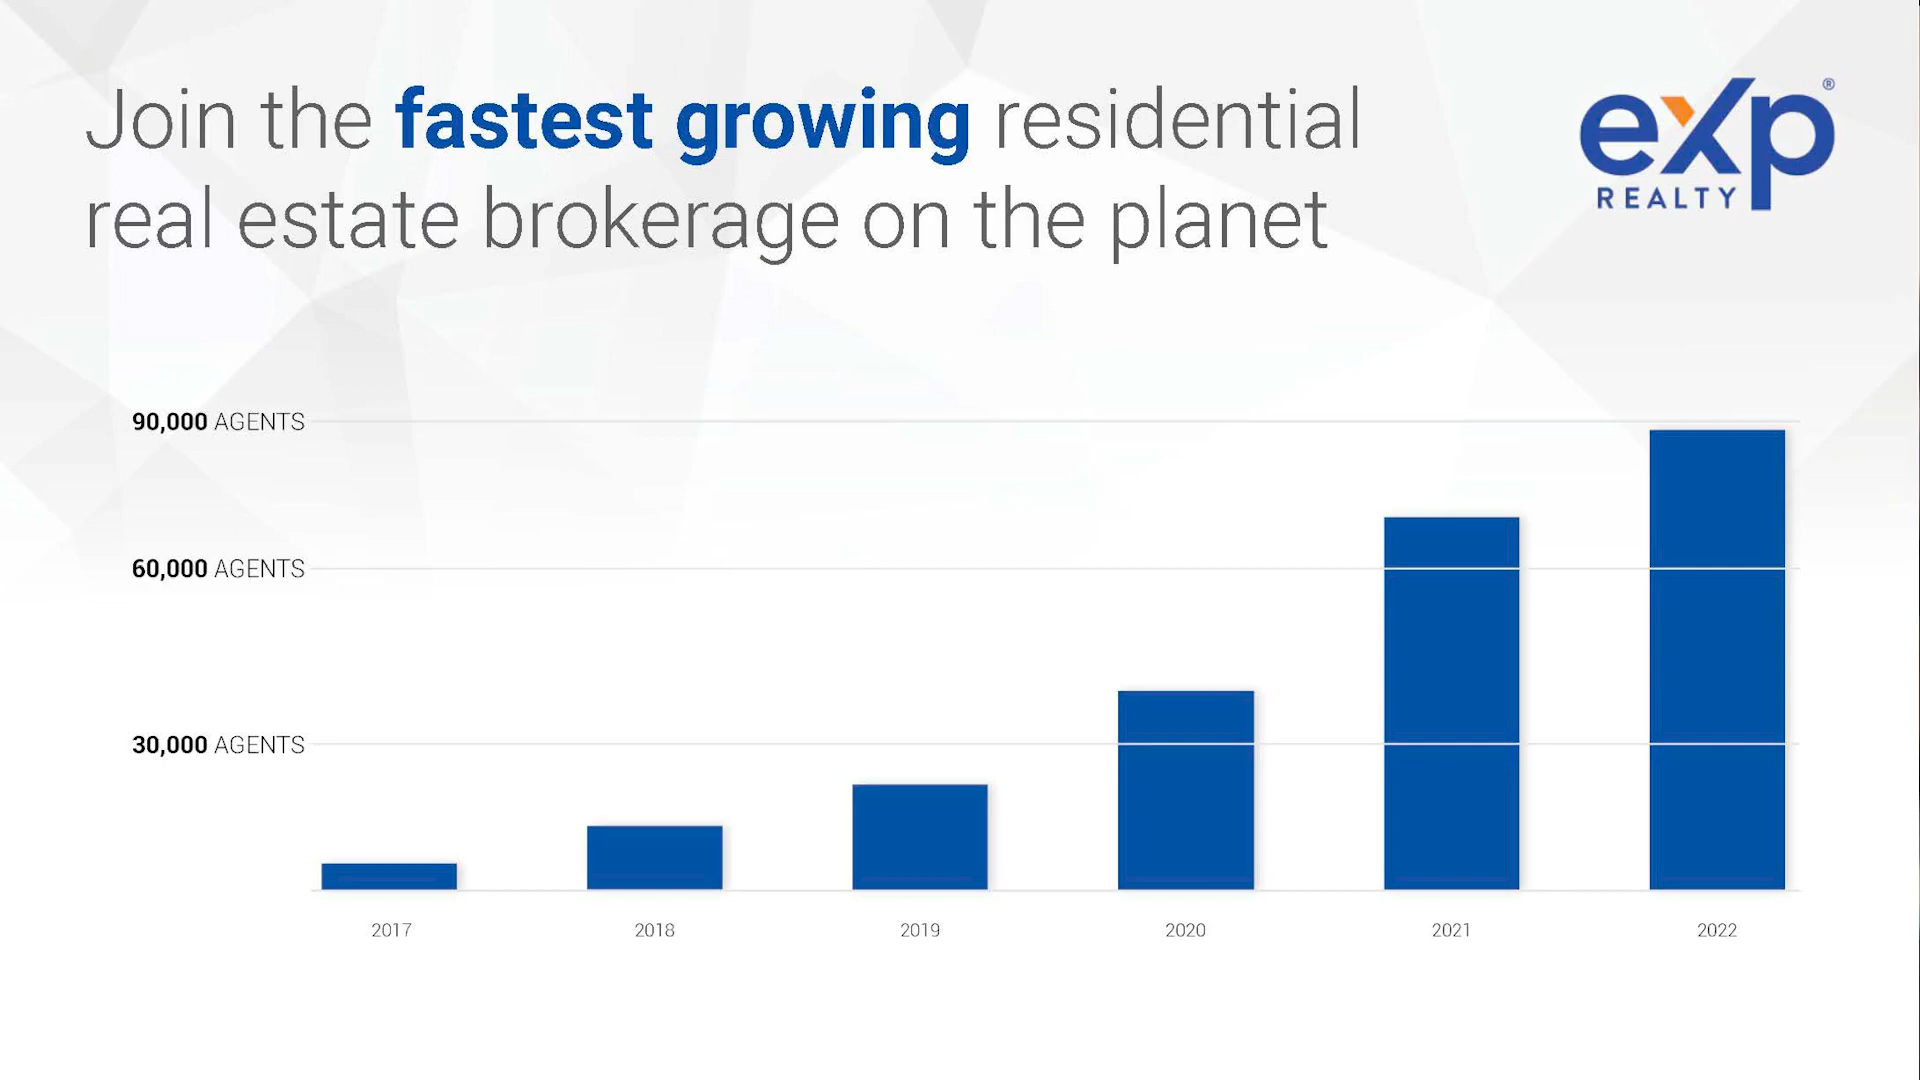 Join the fastest growing residential
real estate brokerage on the planet
eXp®
REALTY
90,000 AGENTS
60,000 AGENTS
30,000 AGENTS
2017 2018 2019 2020 2021 2022